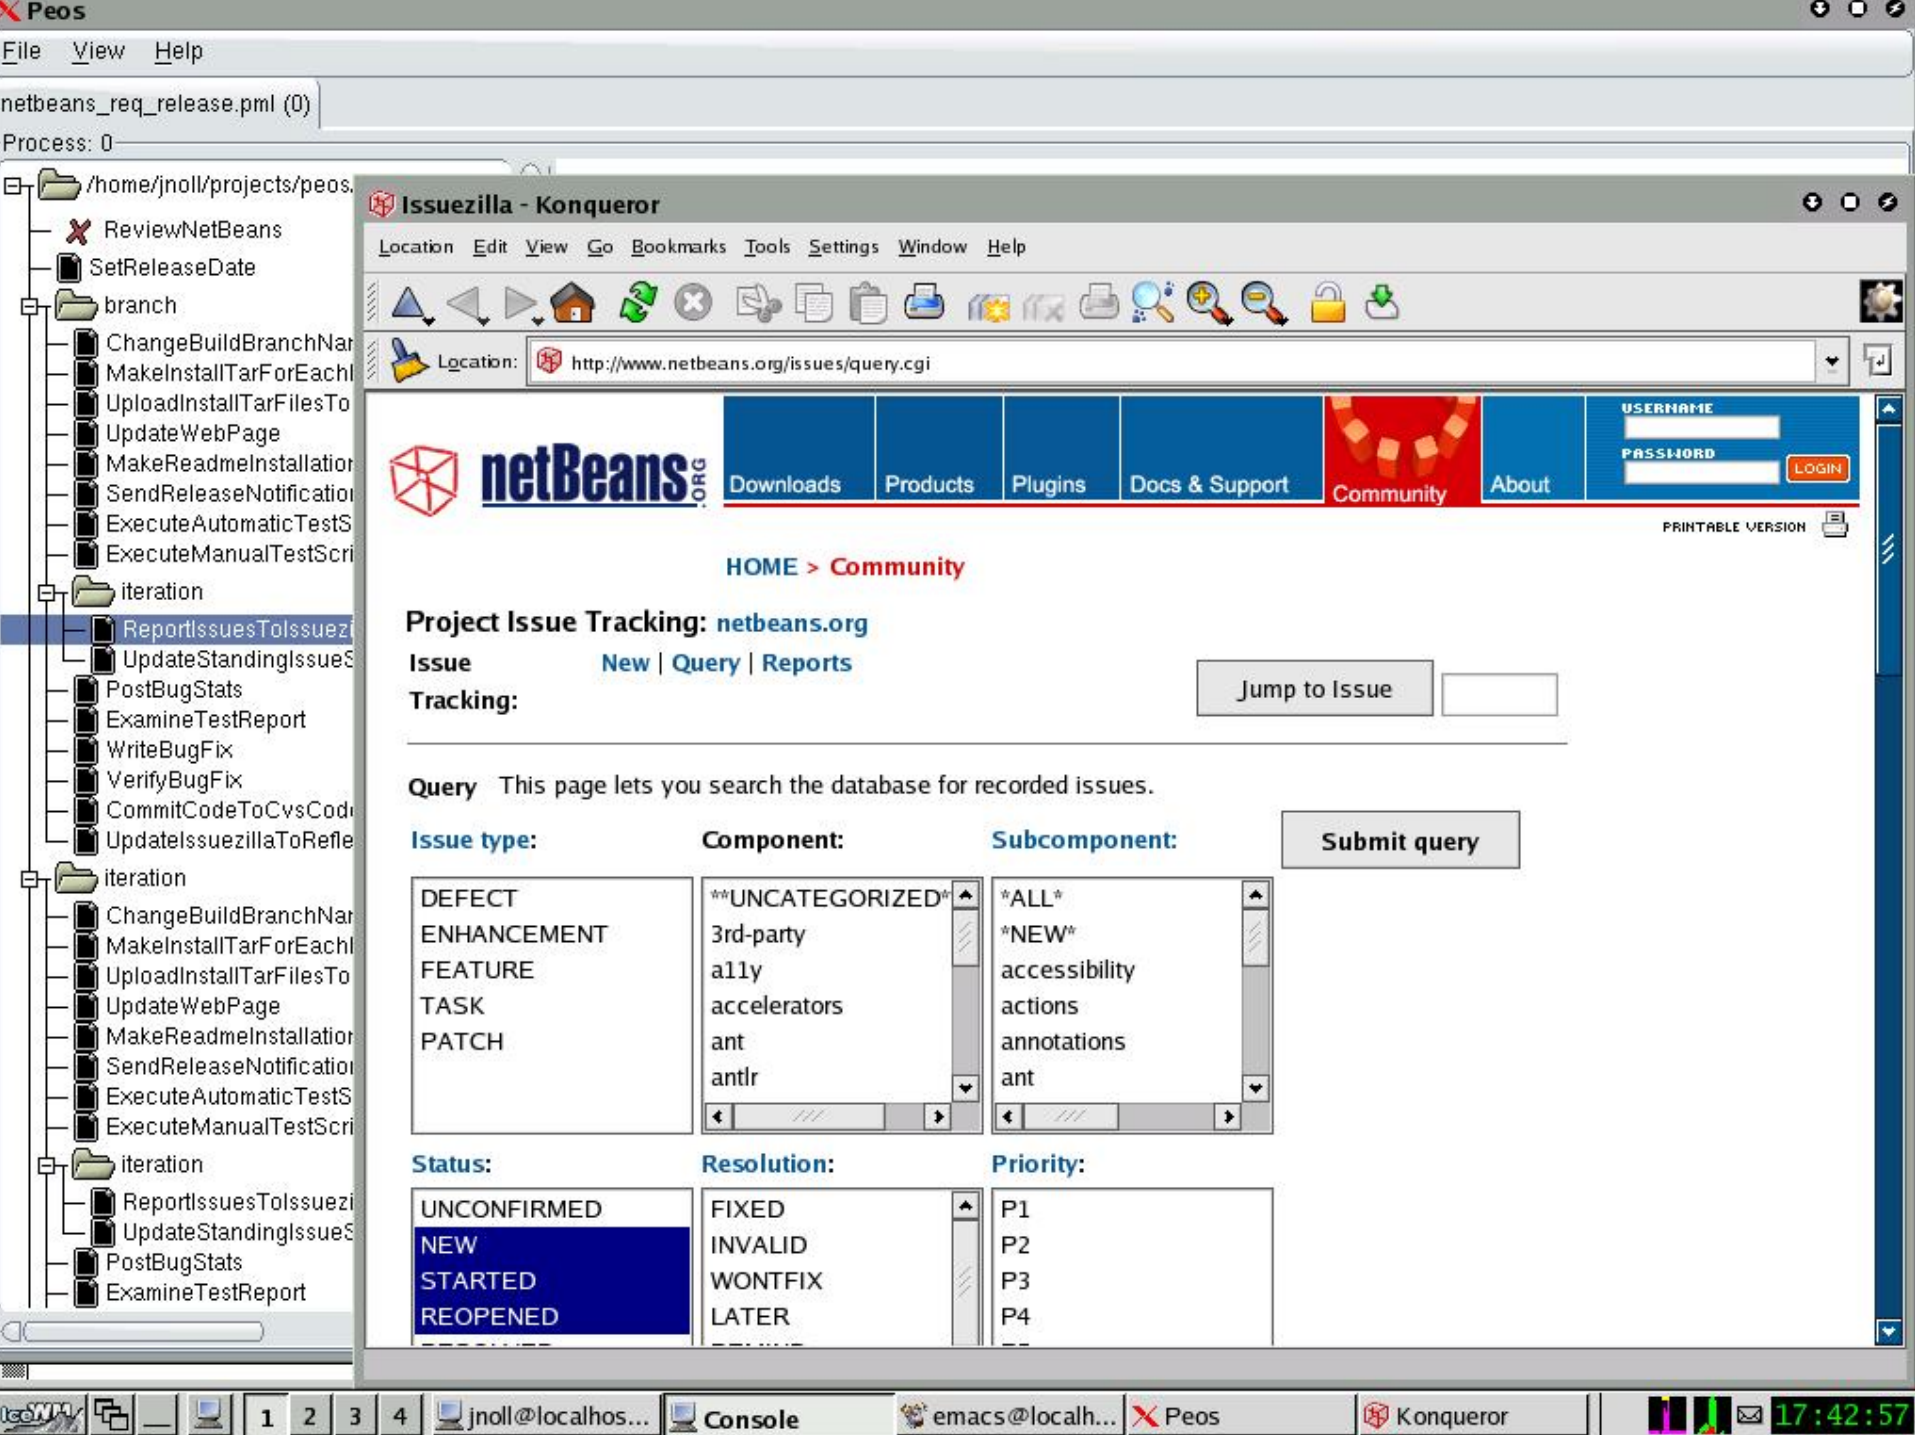 Peos
File View Help
netbeans_req_release.pml (0)
Process: 0
/home/jnoll/projects/peos.
ReviewNetBeans
SetReleaseDate
branch
ChangeBuildBranchNar
MakeInstallTarForEach
UploadInstallTarFilesTo
UpdateWebPage
MakeReadmeInstallation
SendReleaseNotification
ExecuteAutomaticTestS
ExecuteManualTestScri
iteration
ReportIssuesToIssuezi
UpdateStandingIssueS
PostBugStats
ExamineTestReport
WriteBugFix
VerifyBugFix
CommitCodeToCvsCod
UpdateIssuezillaToRefle
iteration
ChangeBuildBranchNar
MakeInstallTarForEach
UploadInstallTarFilesTo
UpdateWebPage
MakeReadmeInstallation
SendReleaseNotification
ExecuteAutomaticTestS
ExecuteManualTestScri
iteration
ReportIssuesToIssuezi
UpdateStandingIssueS
PostBugStats
ExamineTestReport
Issuezilla - Konqueror
Location Edit View Go Bookmarks Tools Settings Window Help
Location: http://www.netbeans.org/issues/query.cgi
netBeans.ORG
Downloads Products Plugins Docs & Support Community About
USERNAME
PASSWORD
LOGIN
PRINTABLE VERSION
HOME > Community
Project Issue Tracking: netbeans.org
Issue Tracking: New | Query | Reports
Jump to Issue
Query This page lets you search the database for recorded issues.
Issue type: Component: Subcomponent: Submit query
DEFECT **UNCATEGORIZED* *ALL*
ENHANCEMENT 3rd-party *NEW*
FEATURE a11y accessibility
TASK accelerators actions
PATCH ant annotations
antlr ant
Status: Resolution: Priority:
UNCONFIRMED FIXED P1
NEW INVALID P2
STARTED WONTFIX P3
REOPENED LATER P4
IceWM 1 2 3 4 jnoll@localhos... Console emacs@localh... Peos Konqueror 17:42:57